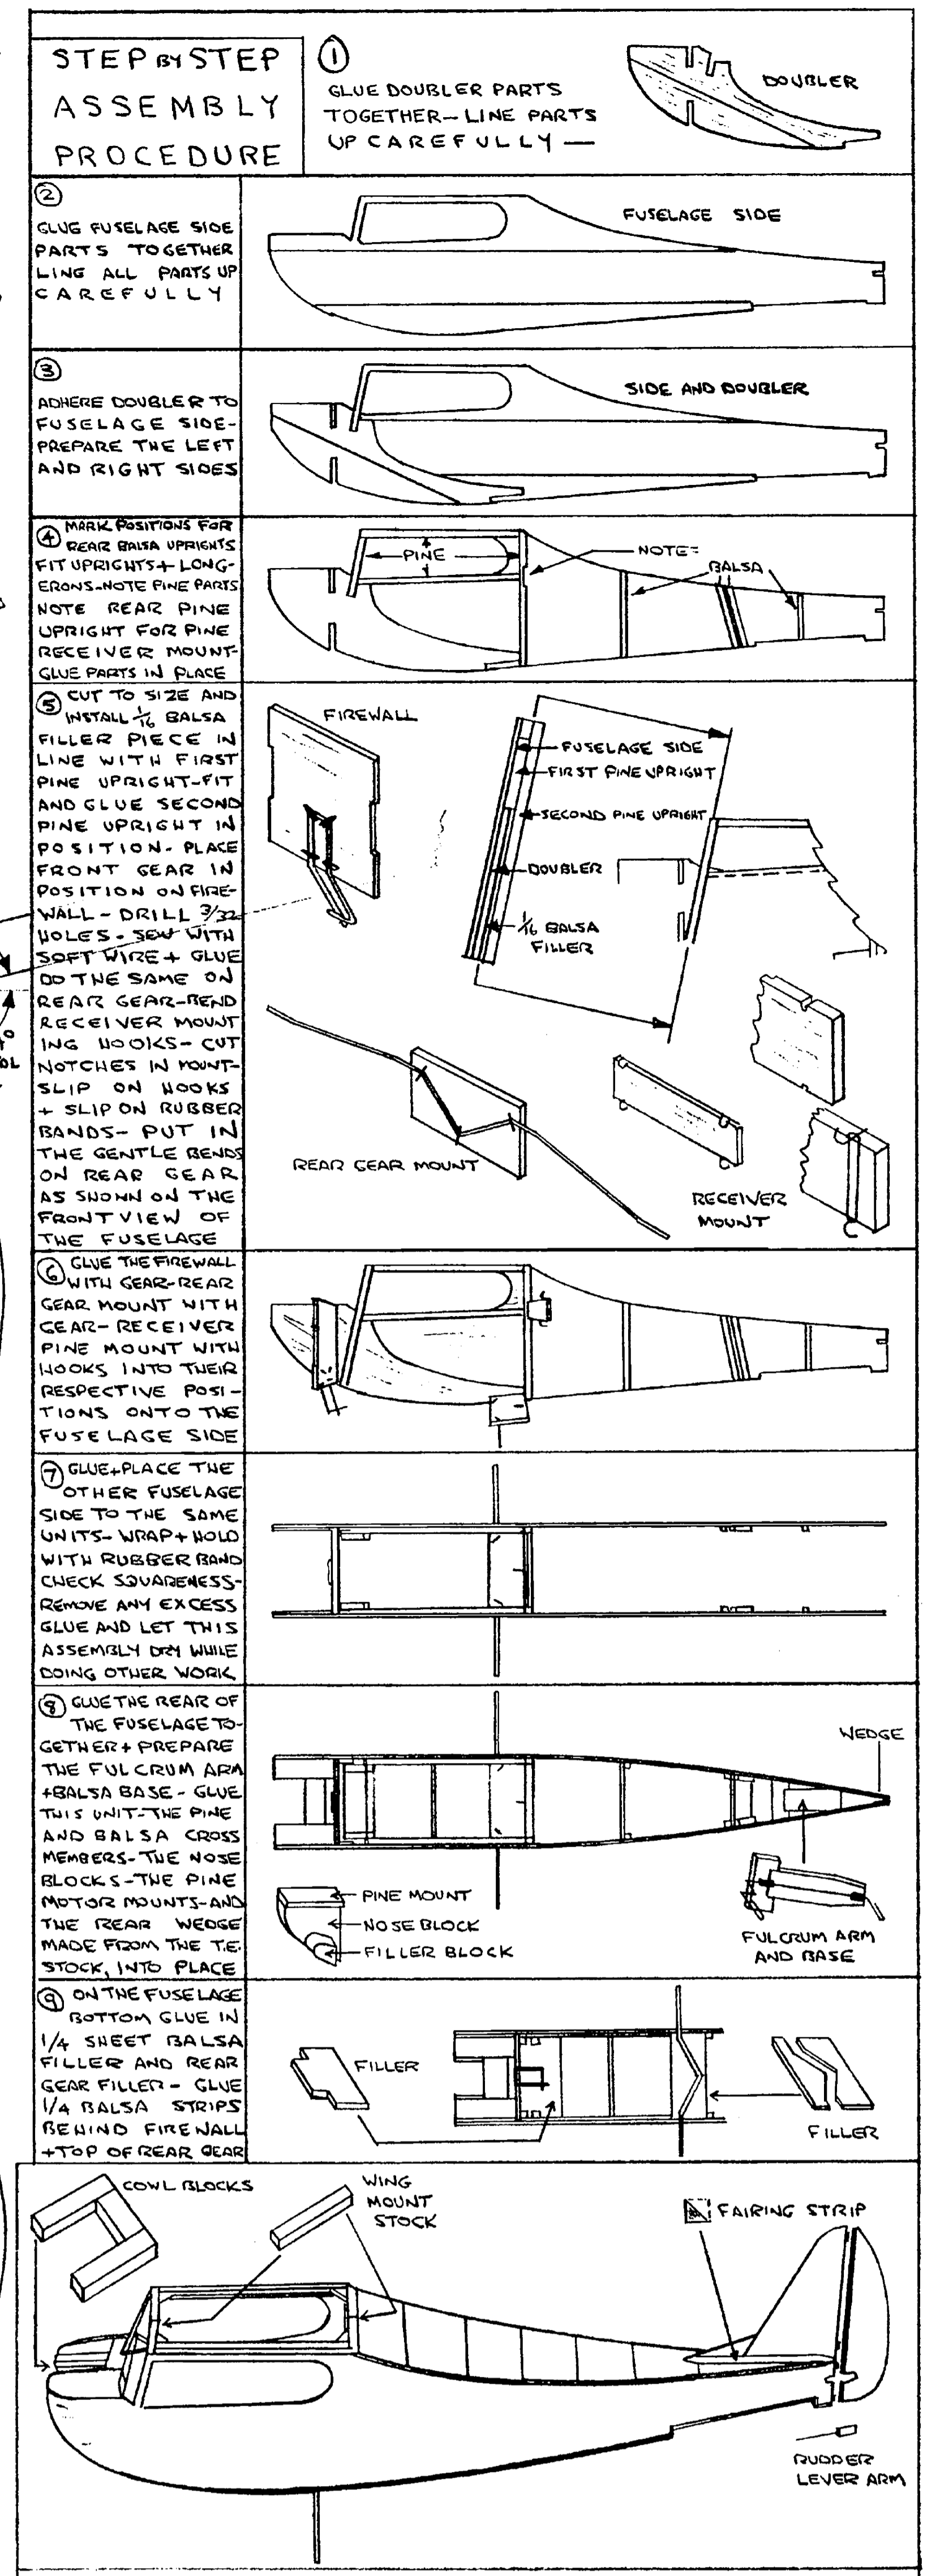 STEP BY STEP
ASSEMBLY
PROCEDURE
①
GLUE DOUBLER PARTS
TOGETHER-LINE PARTS
UP CAREFULLY —
DOUBLER
②
GLUE FUSELAGE SIDE
PARTS TOGETHER
LINE ALL PARTS UP
CAREFULLY
FUSELAGE SIDE
③
ADHERE DOUBLER TO
FUSELAGE SIDE-
PREPARE THE LEFT
AND RIGHT SIDES
SIDE AND DOUBLER
④ MARK POSITIONS FOR
REAR BALSA UPRIGHTS
FIT UPRIGHTS + LONG-
ERONS-NOTE PINE PARTS
NOTE REAR PINE
UPRIGHT FOR PINE
RECEIVER MOUNT-
GLUE PARTS IN PLACE
PINE
NOTE=
BALSA
⑤ CUT TO SIZE AND
INSTALL 1/16 BALSA
FILLER PIECE IN
LINE WITH FIRST
PINE UPRIGHT-FIT
AND GLUE SECOND
PINE UPRIGHT IN
POSITION- PLACE
FRONT GEAR IN
POSITION ON FIRE-
WALL - DRILL 3/32
HOLES - SEW WITH
SOFT WIRE + GLUE
DO THE SAME ON
REAR GEAR-BEND
RECEIVER MOUNT
ING HOOKS - CUT
NOTCHES IN MOUNT-
SLIP ON HOOKS
+ SLIP ON RUBBER
BANDS- PUT IN
THE GENTLE BENDS
ON REAR GEAR
AS SHOWN ON THE
FRONT VIEW OF
THE FUSELAGE
FIREWALL
FUSELAGE SIDE
FIRST PINE UPRIGHT
SECOND PINE UPRIGHT
DOUBLER
1/16 BALSA
FILLER
REAR GEAR MOUNT
RECEIVER
MOUNT
⑥ GLUE THE FIREWALL
WITH GEAR-REAR
GEAR MOUNT WITH
GEAR- RECEIVER
PINE MOUNT WITH
HOOKS INTO THEIR
RESPECTIVE POSI-
TIONS ONTO THE
FUSELAGE SIDE
⑦ GLUE+PLACE THE
OTHER FUSELAGE
SIDE TO THE SAME
UNITS- WRAP + HOLD
WITH RUBBER BAND
CHECK SQUARENESS-
REMOVE ANY EXCESS
GLUE AND LET THIS
ASSEMBLY DRY WHILE
DOING OTHER WORK
⑧ GLUE THE REAR OF
THE FUSELAGE TO-
GETHER + PREPARE
THE FULCRUM ARM
+BALSA BASE - GLUE
THIS UNIT-THE PINE
AND BALSA CROSS
MEMBERS-THE NOSE
BLOCKS-THE PINE
MOTOR MOUNTS-AND
THE REAR WEDGE
MADE FROM THE T.E.
STOCK, INTO PLACE
WEDGE
PINE MOUNT
NOSE BLOCK
FILLER BLOCK
FULCRUM ARM
AND BASE
⑨ ON THE FUSELAGE
BOTTOM GLUE IN
1/4 SHEET BALSA
FILLER AND REAR
GEAR FILLER - GLUE
1/4 BALSA STRIPS
BEHIND FIREWALL
+TOP OF REAR GEAR
FILLER
FILLER
COWL BLOCKS
WING
MOUNT
STOCK
FAIRING STRIP
RUDDER
LEVER ARM